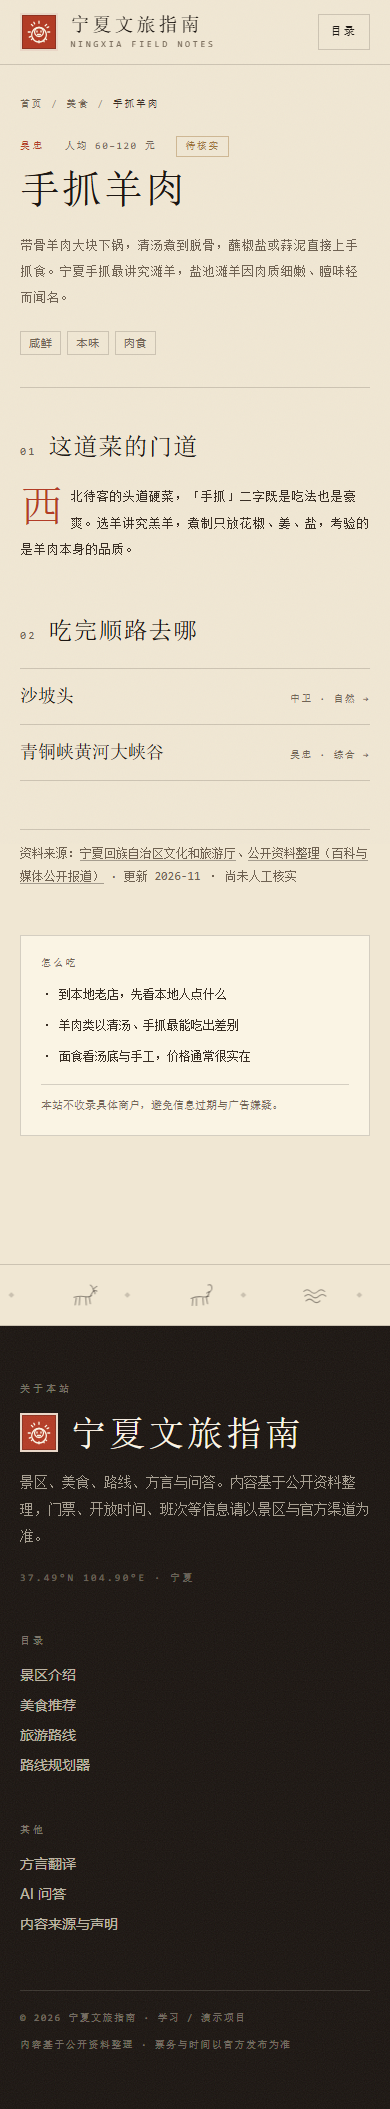 宁夏文旅指南
NINGXIA FIELD NOTES
目录
首页 / 美食 / 手抓羊肉
吴忠 人均 60–120 元 待核实
手抓羊肉
带骨羊肉大块下锅，清汤煮到脱骨，蘸椒盐或蒜泥直接上手
抓食。宁夏手抓最讲究滩羊，盐池滩羊因肉质细嫩、膻味轻
而闻名。
咸鲜 本味 肉食
01 这道菜的门道
西北待客的头道硬菜，「手抓」二字既是吃法也是豪
爽。选羊讲究羔羊，煮制只放花椒、姜、盐，考验的
是羊肉本身的品质。
02 吃完顺路去哪
沙坡头 中卫 · 自然 →
青铜峡黄河大峡谷 吴忠 · 综合 →
资料来源：宁夏回族自治区文化和旅游厅、公开资料整理（百科与
媒体公开报道） · 更新 2026-11 · 尚未人工核实
怎么吃
· 到本地老店，先看本地人点什么
· 羊肉类以清汤、手抓最能吃出差别
· 面食看汤底与手工，价格通常很实在
本站不收录具体商户，避免信息过期与广告嫌疑。
关于本站
宁夏文旅指南
景区、美食、路线、方言与问答。内容基于公开资料整
理，门票、开放时间、班次等信息请以景区与官方渠道为
准。
37.49°N 104.90°E · 宁夏
目录
景区介绍
美食推荐
旅游路线
路线规划器
其他
方言翻译
AI 问答
内容来源与声明
© 2026 宁夏文旅指南 · 学习 / 演示项目
内容基于公开资料整理 · 票务与时间以官方发布为准